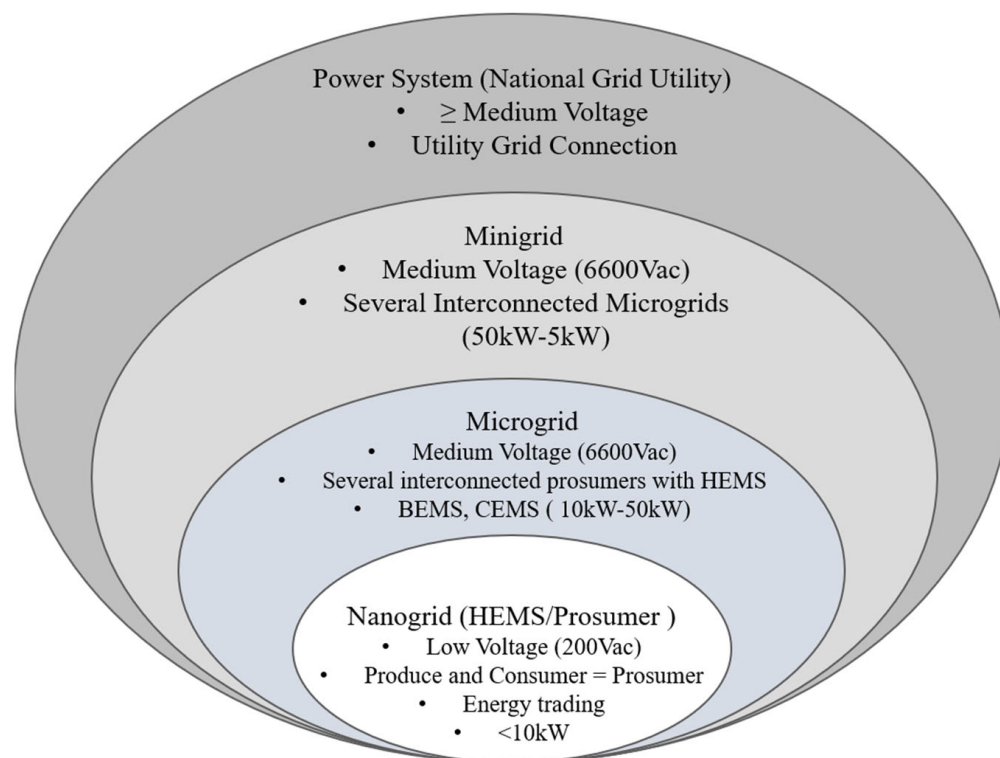 Power System (National Grid Utility)
• ≥ Medium Voltage
• Utility Grid Connection
Minigrid
• Medium Voltage (6600Vac)
• Several Interconnected Microgrids
(50kW-5kW)
Microgrid
• Medium Voltage (6600Vac)
• Several interconnected prosumers with HEMS
• BEMS, CEMS ( 10kW-50kW)
Nanogrid (HEMS/Prosumer )
• Low Voltage (200Vac)
• Produce and Consumer = Prosumer
• Energy trading
• <10kW